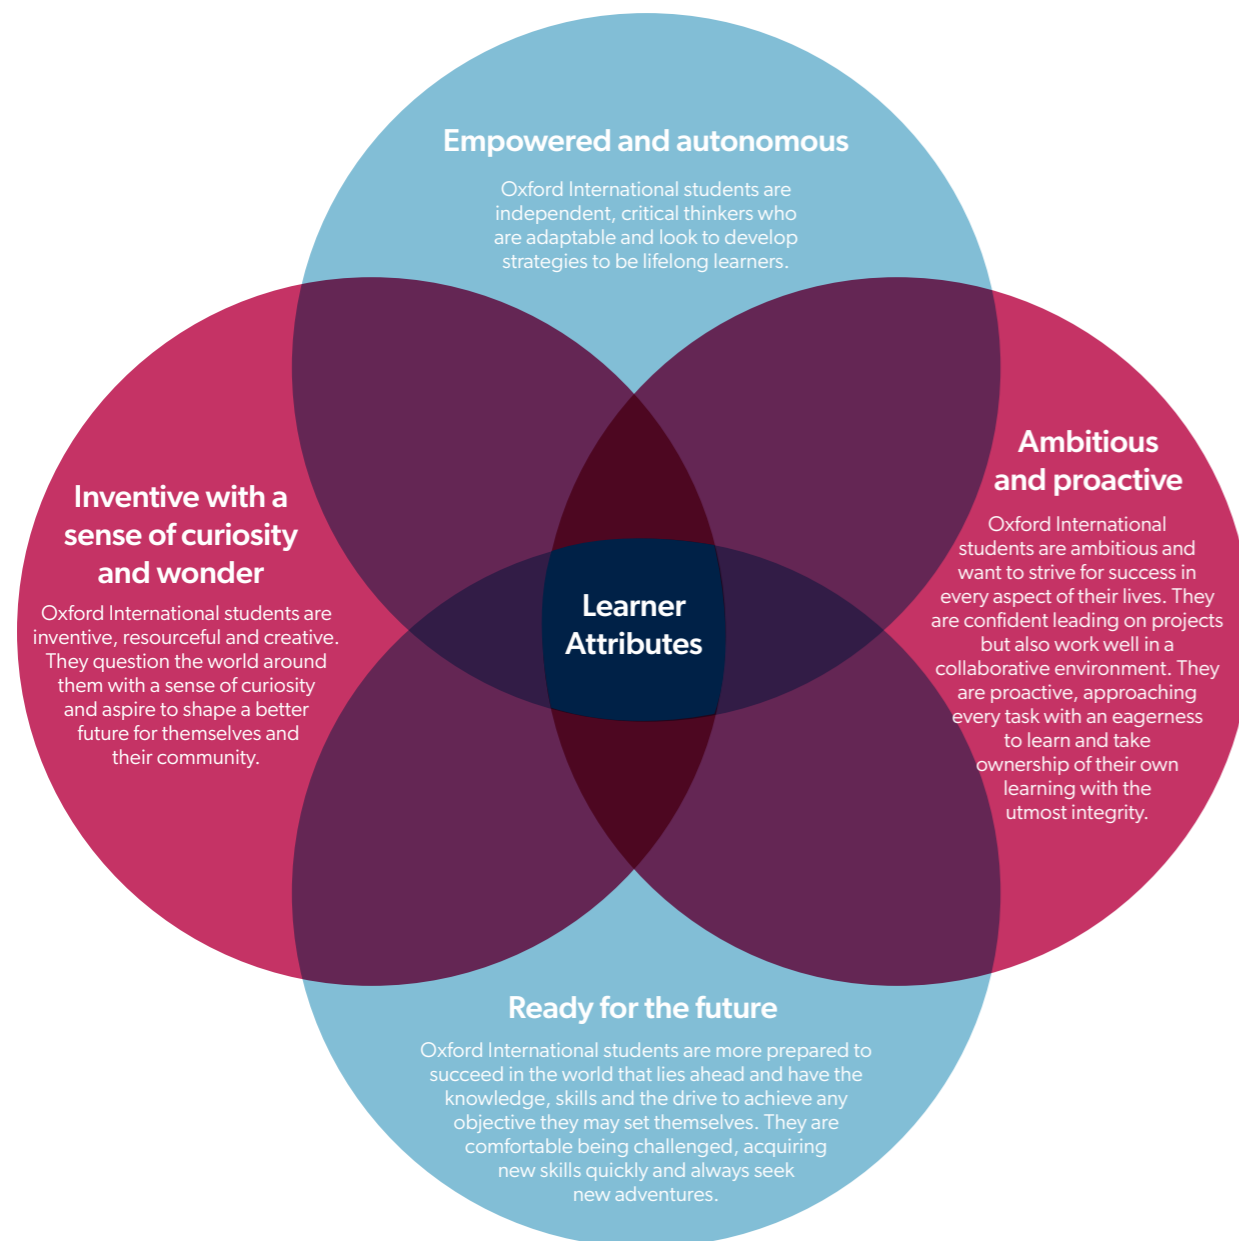 Empowered and autonomous
Oxford International students are
independent, critical thinkers who
are adaptable and look to develop
strategies to be lifelong learners.
Inventive with a
sense of curiosity
and wonder
Oxford International students are
inventive, resourceful and creative.
They question the world around
them with a sense of curiosity
and aspire to shape a better
future for themselves and
their community.
Learner
Attributes
Ambitious
and proactive
Oxford International
students are ambitious and
want to strive for success in
every aspect of their lives. They
are confident leading on projects
but also work well in a
collaborative environment. They
are proactive, approaching
every task with an eagerness
to learn and take
ownership of their own
learning with the
utmost integrity.
Ready for the future
Oxford International students are more prepared to
succeed in the world that lies ahead and have the
knowledge, skills and the drive to achieve any
objective they may set themselves. They are
comfortable being challenged, acquiring
new skills quickly and always seek
new adventures.